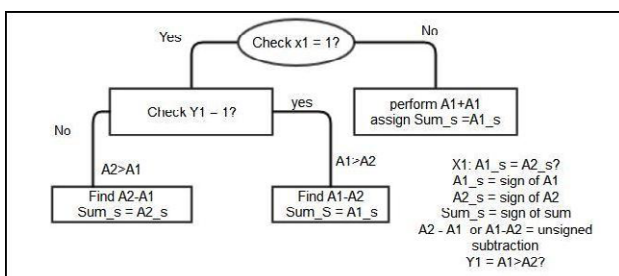 Yes
Check x1 = 1?
No
Check Y1 = 1?
yes
perform A1+A1
assign Sum_s =A1_s
No
A2>A1
A1>A2
Find A2-A1
Sum_s = A2_s
Find A1-A2
Sum_S = A1_s
X1: A1_s = A2_s?
A1_s = sign of A1
A2_s = sign of A2
Sum_s = sign of sum
A2 - A1 or A1-A2 = unsigned
subtraction
Y1 = A1>A2?